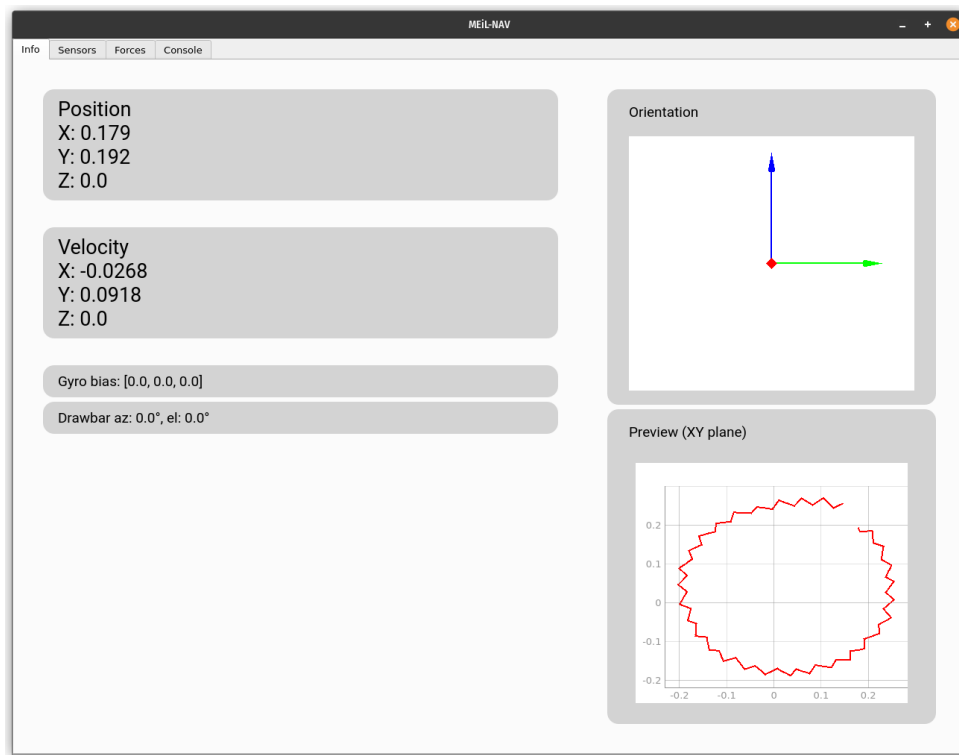 MEiL-NAV
Info Sensors Forces Console
Position
X: 0.179
Y: 0.192
Z: 0.0
Velocity
X: -0.0268
Y: 0.0918
Z: 0.0
Gyro bias: [0.0, 0.0, 0.0]
Drawbar az: 0.0°, el: 0.0°
Orientation
Preview (XY plane)
0.2
0.1
0
-0.1
-0.2
-0.2 -0.1 0 0.1 0.2